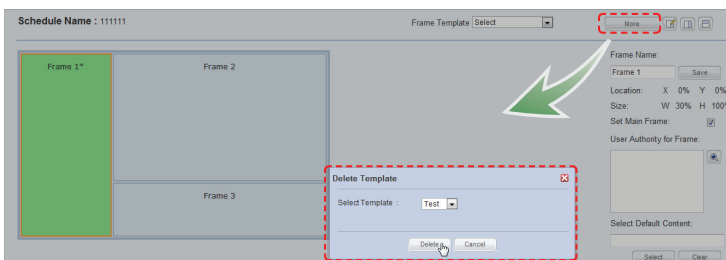 Schedule Name : 111111
Frame Template Select
More
Frame 1*
Frame 2
Frame 3
Frame Name:
Frame 1 Save
Location: X 0% Y 0%
Size: W 30% H 100%
Set Main Frame:
User Authority for Frame:
Select Default Content:
Select Clear
Delete Template
Select Template : Test
Delete Cancel